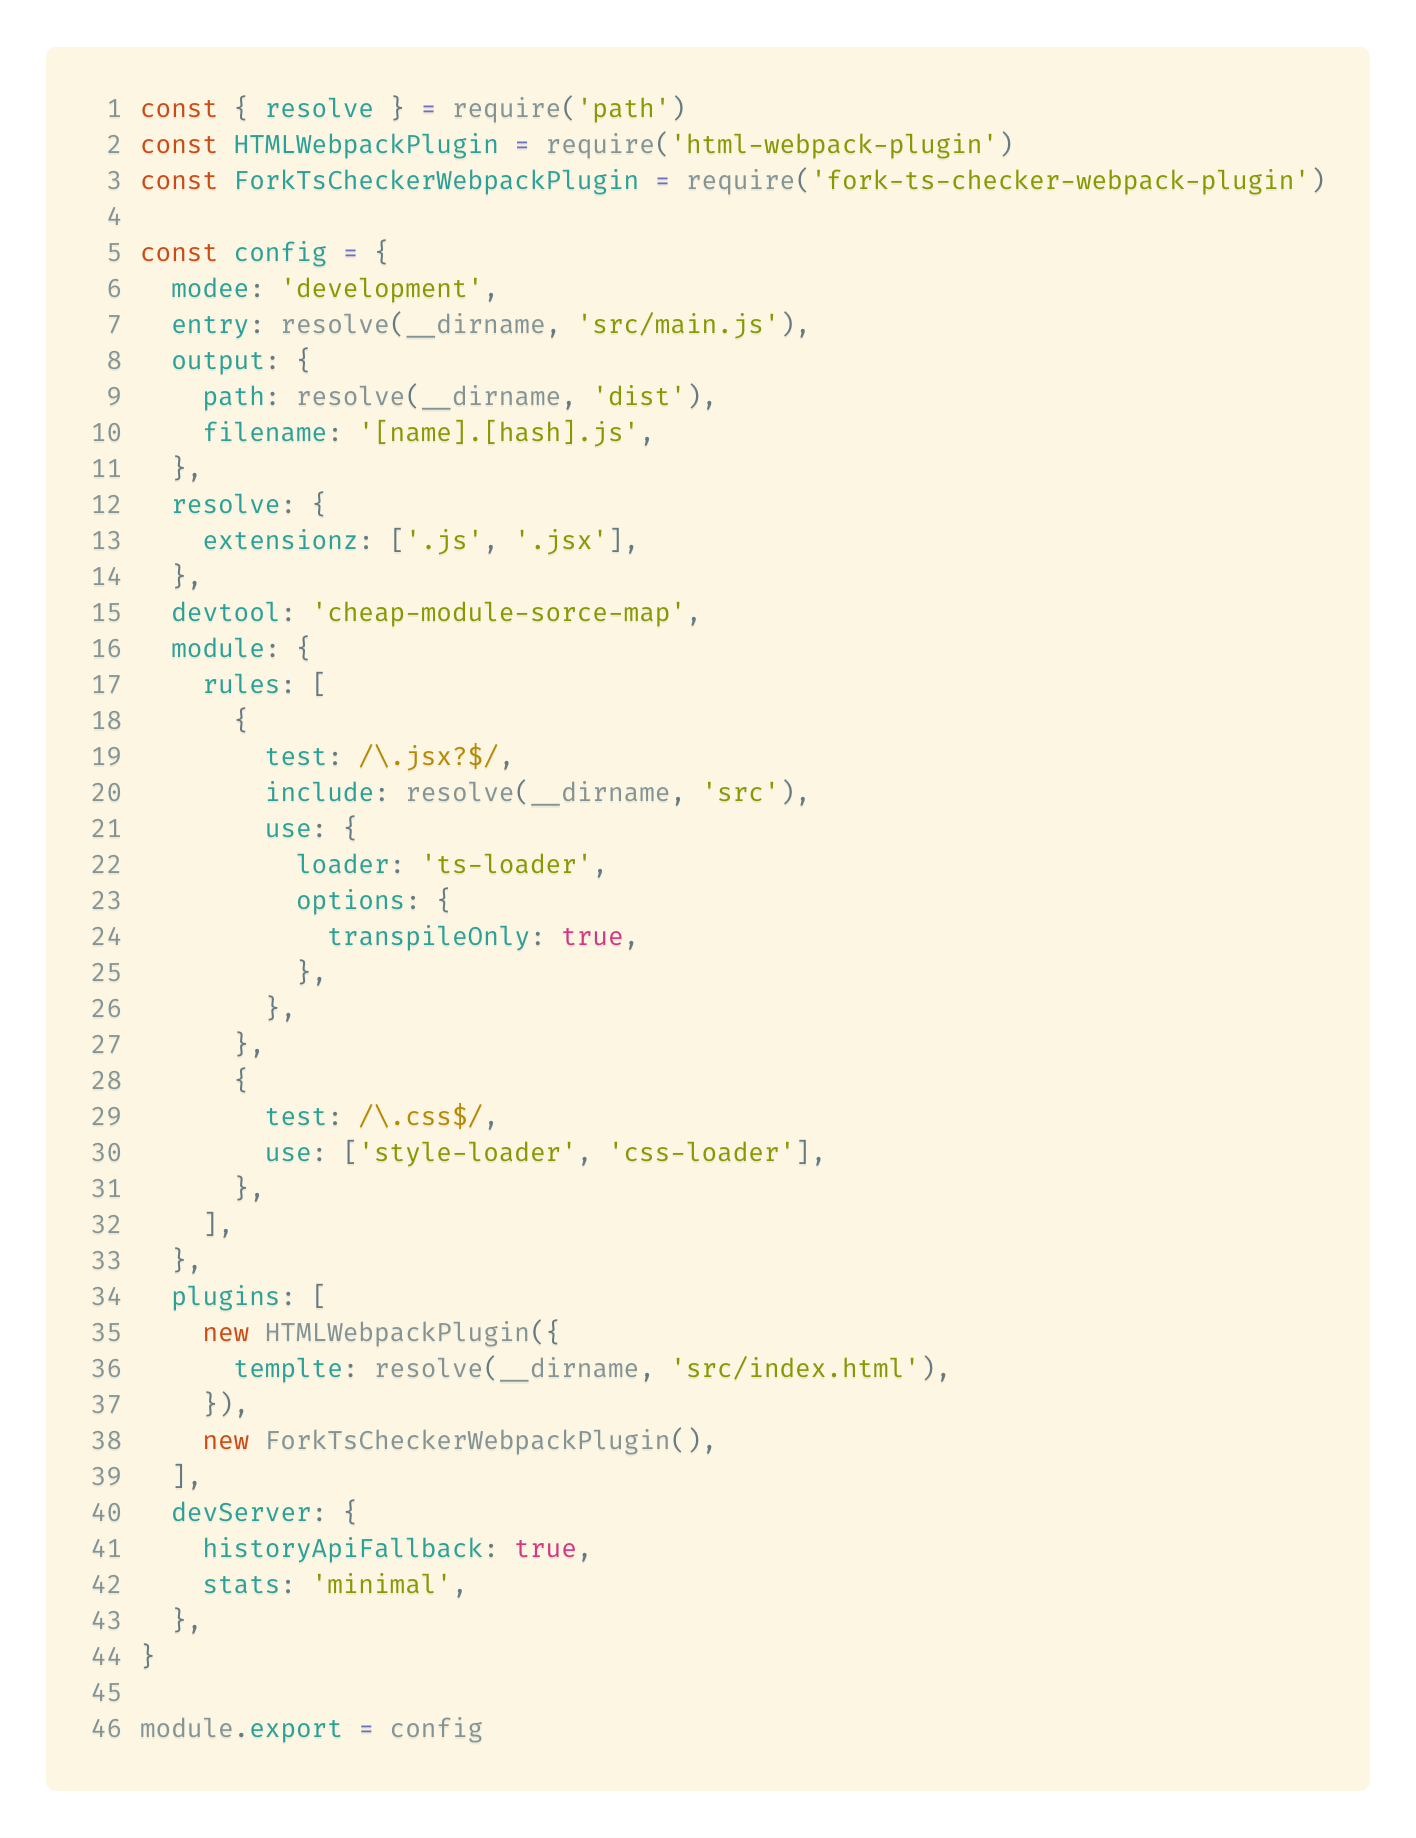 1 const { resolve } = require('path')
2 const HTMLWebpackPlugin = require('html-webpack-plugin')
3 const ForkTsCheckerWebpackPlugin = require('fork-ts-checker-webpack-plugin')
4
5 const config = {
6   modee: 'development',
7   entry: resolve(__dirname, 'src/main.js'),
8   output: {
9     path: resolve(__dirname, 'dist'),
10     filename: '[name].[hash].js',
11   },
12   resolve: {
13     extensionz: ['.js', '.jsx'],
14   },
15   devtool: 'cheap-module-sorce-map',
16   module: {
17     rules: [
18       {
19         test: /\.jsx?$/,
20         include: resolve(__dirname, 'src'),
21         use: {
22           loader: 'ts-loader',
23           options: {
24             transpileOnly: true,
25           },
26         },
27       },
28       {
29         test: /\.css$/,
30         use: ['style-loader', 'css-loader'],
31       },
32     ],
33   },
34   plugins: [
35     new HTMLWebpackPlugin({
36       templte: resolve(__dirname, 'src/index.html'),
37     }),
38     new ForkTsCheckerWebpackPlugin(),
39   ],
40   devServer: {
41     historyApiFallback: true,
42     stats: 'minimal',
43   },
44 }
45
46 module.export = config